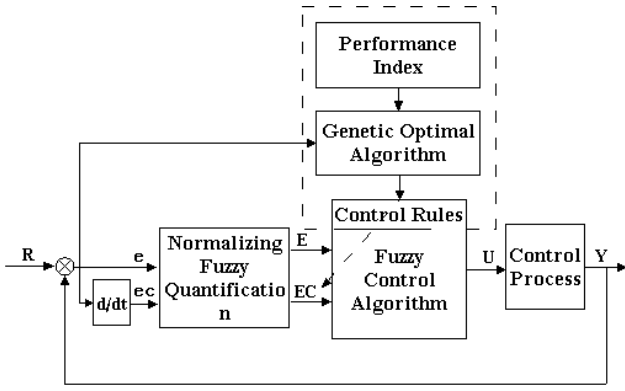 Performance
Index
Genetic Optimal
Algorithm
Control Rules
R
e
ec
d/dt
Normalizing
Fuzzy
Quantificatio
n
E
EC
Fuzzy
Control
Algorithm
U
Control
Process
Y